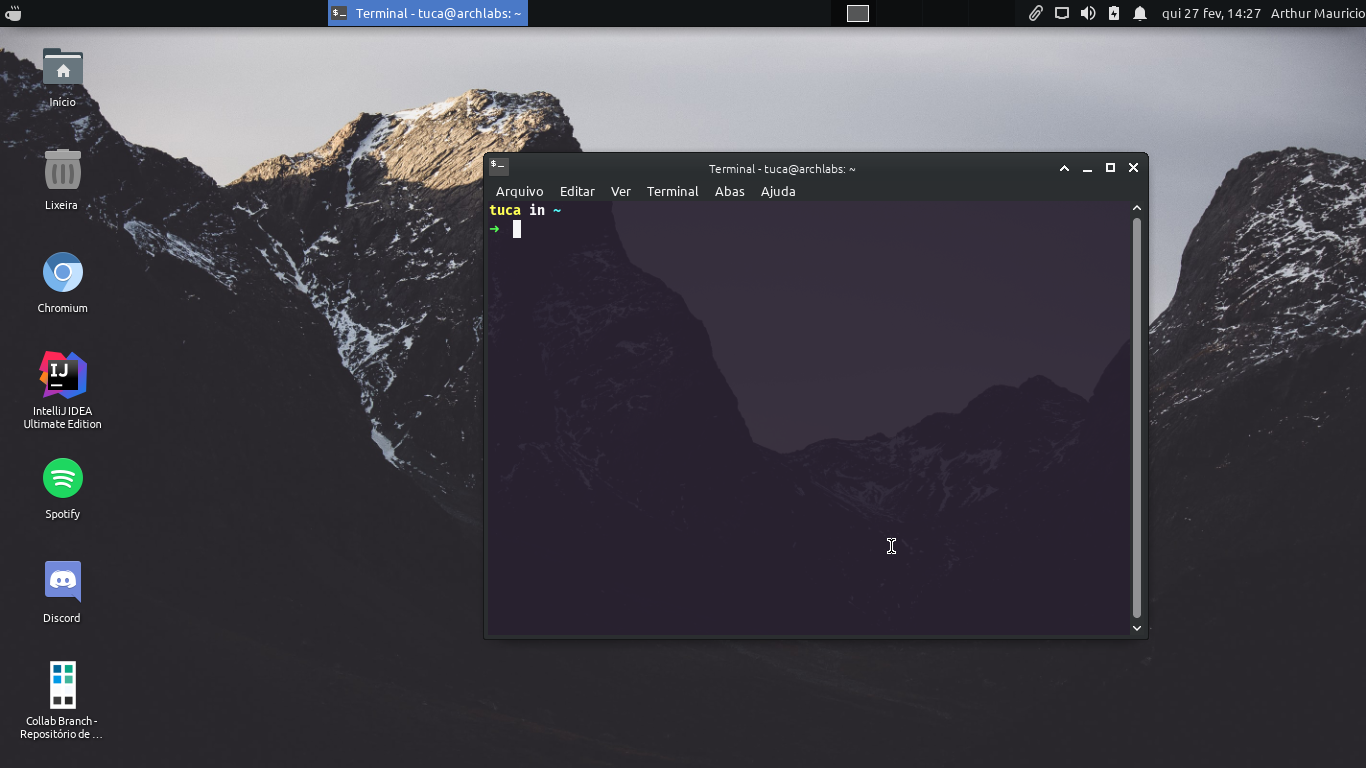 Terminal - tuca@archlabs: ~
qui 27 fev, 14:27
Arthur Mauricio
Início
Lixeira
Chromium
IJ
IntelliJ IDEA
Ultimate Edition
Spotify
Discord
Collab Branch -
Repositório de ...
Terminal - tuca@archlabs: ~
Arquivo Editar Ver Terminal Abas Ajuda
tuca in ~
➜